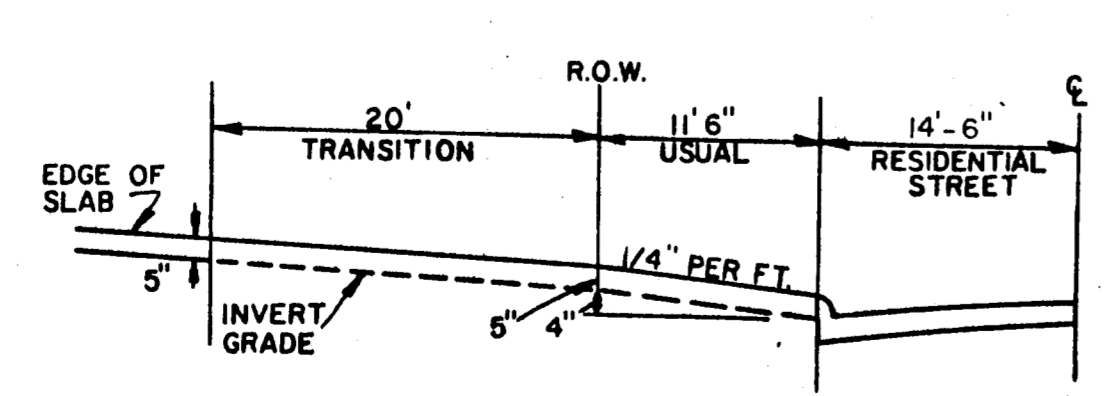 R.O.W.
℄
20'
TRANSITION
11' 6"
USUAL
14'-6"
RESIDENTIAL
STREET
EDGE OF
SLAB
5"
1/4" PER FT.
INVERT
GRADE
5"
4"